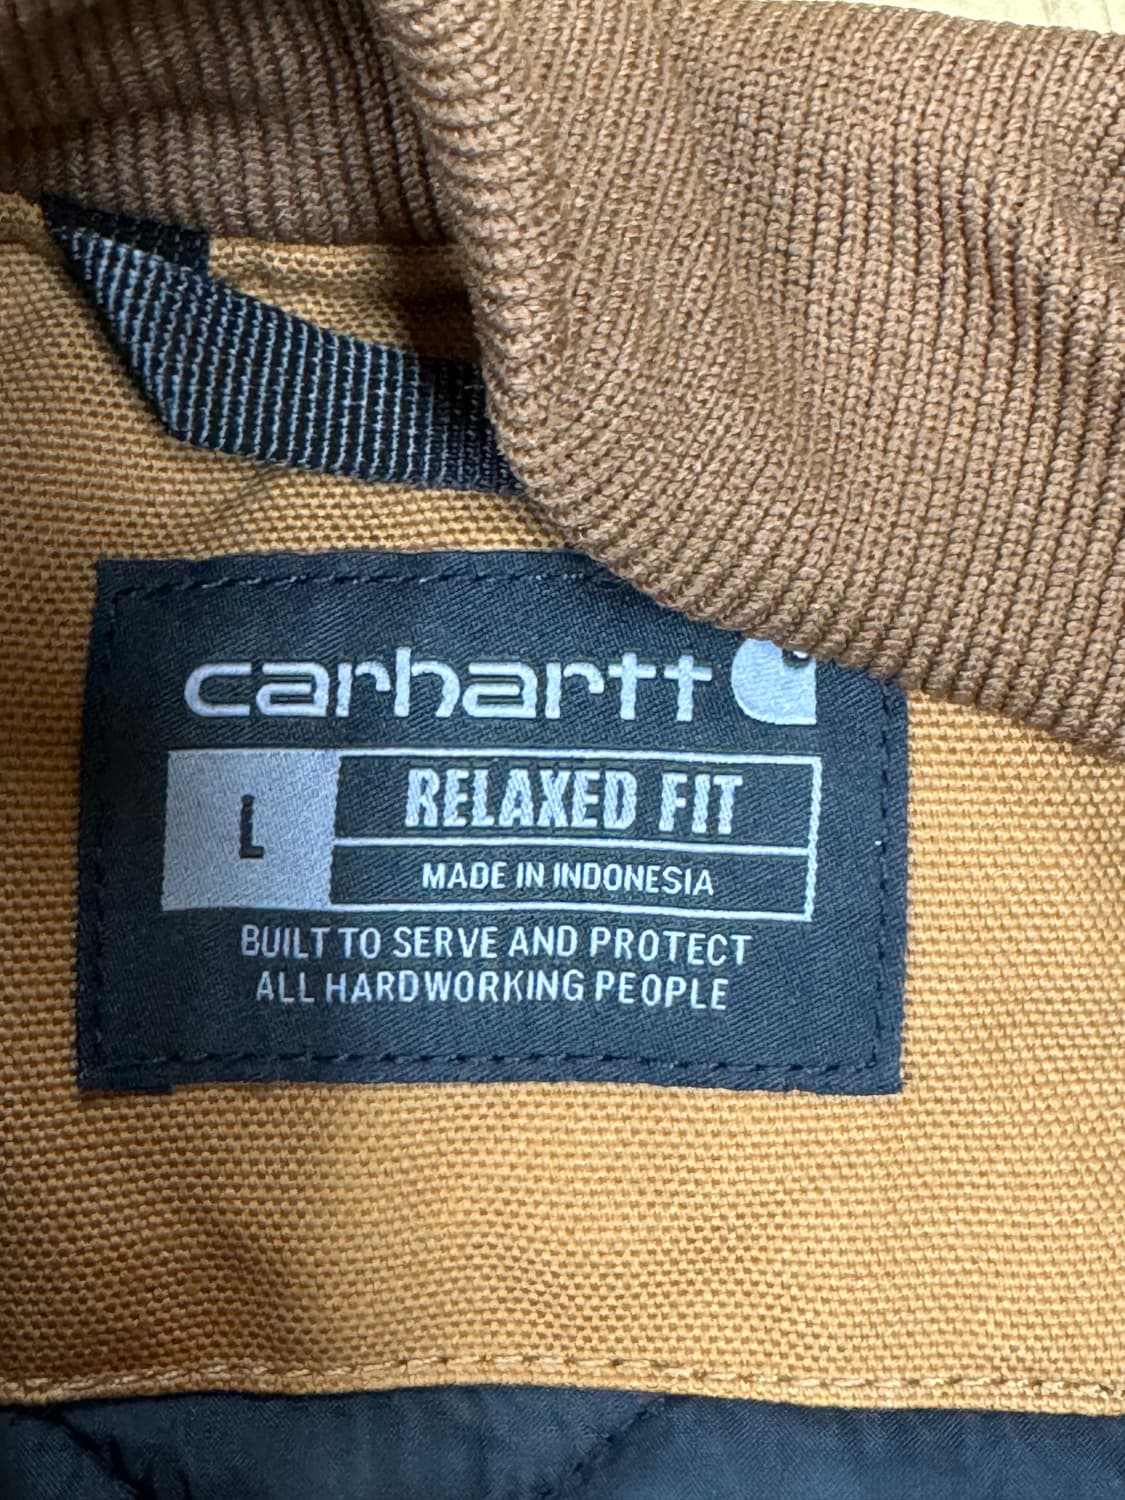 carhartt
L
RELAXED FIT
MADE IN INDONESIA
BUILT TO SERVE AND PROTECT
ALL HARDWORKING PEOPLE